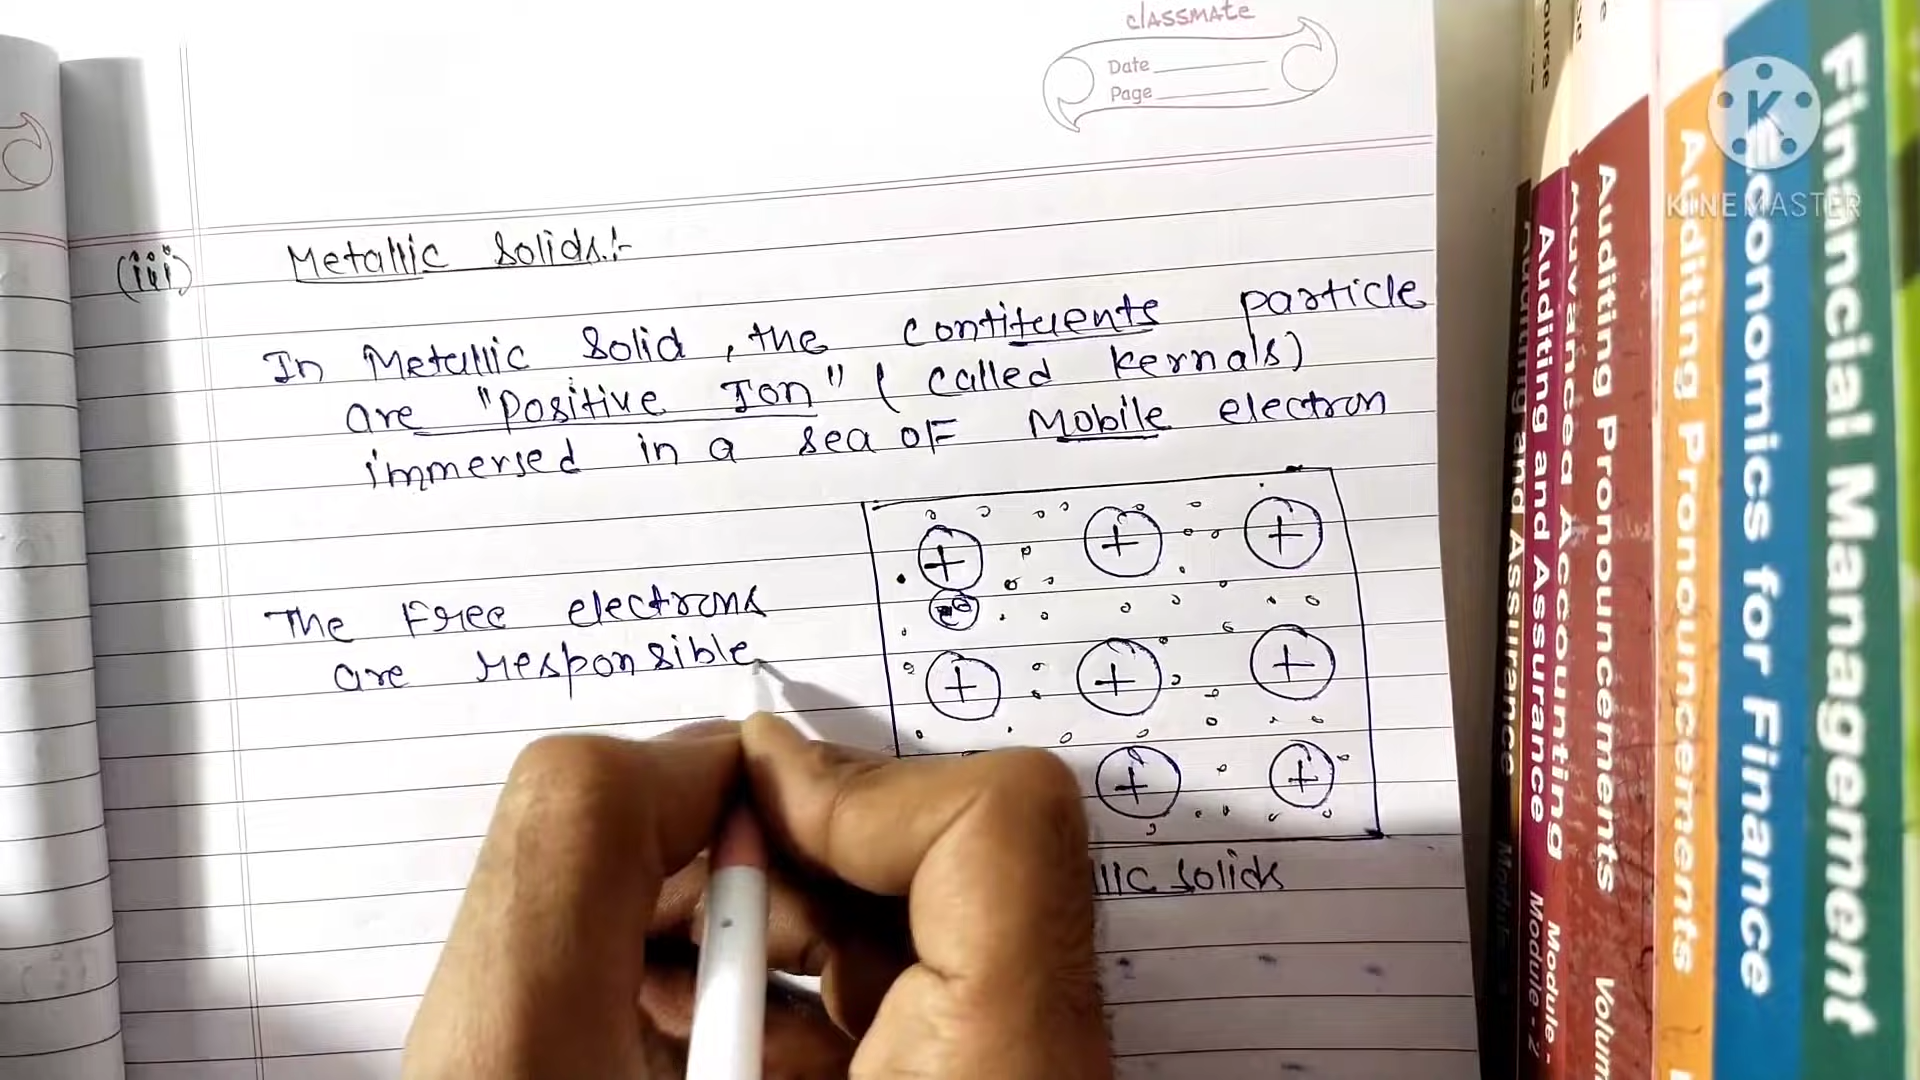 classmate
Date
Page
(iii) Metallic Solids:-
In Metallic Solid, the contituents particle
are "Positive Ion" ( called kernals)
immersed in a sea of Mobile electron
The Free electrons
are responsible
llic solids
KINEMASTER
Financial Management
Economics for Finance
Auditing Pronouncements
Auditing Pronouncements
Advanced Accounting Module -
Auditing and Assurance Module - 2
Auditing and Assurance Module